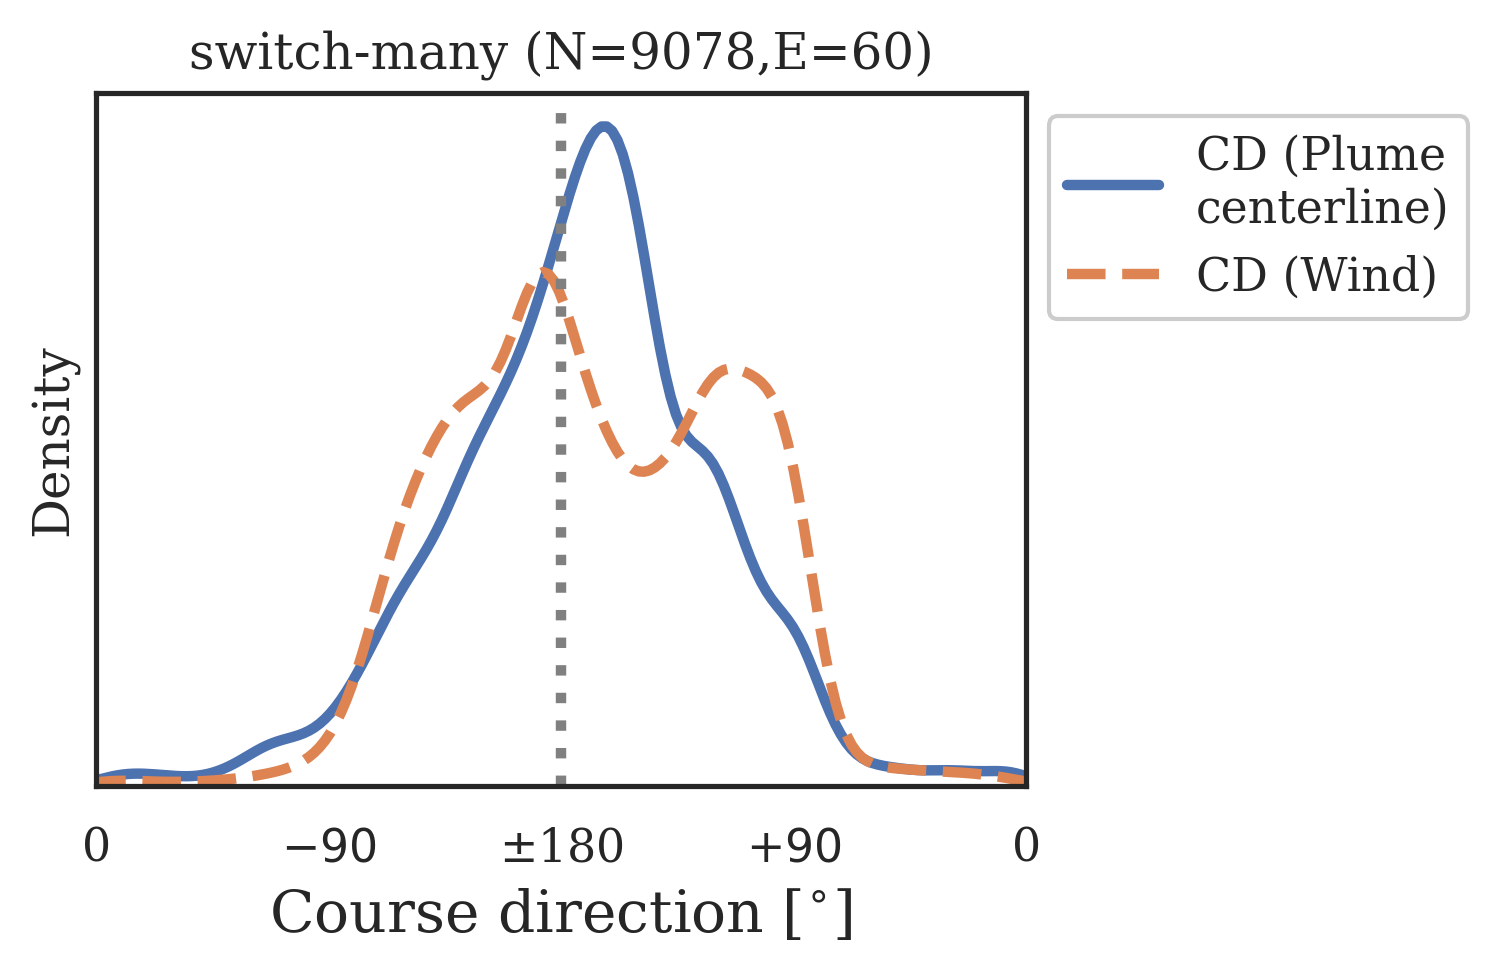 switch-many (N=9078,E=60)
CD (Plume
centerline)
CD (Wind)
Density
0 −90 ±180 +90 0
Course direction [°]